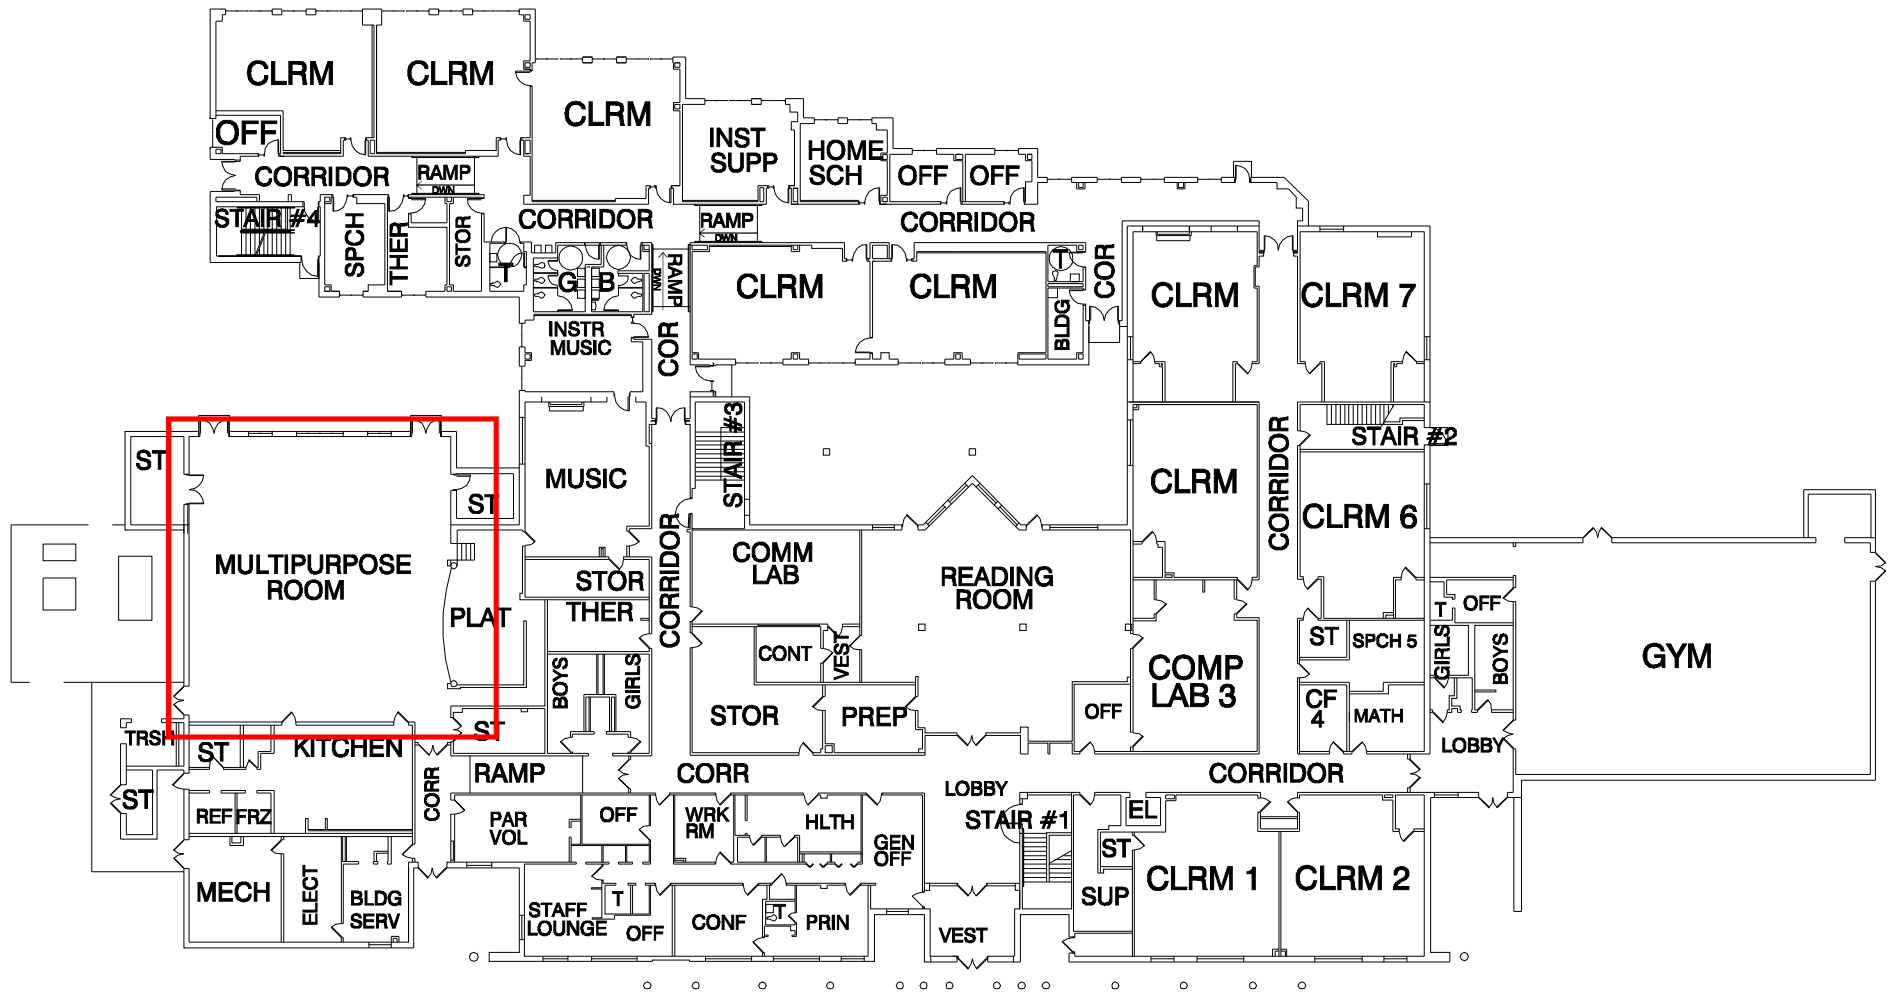 CLRM
CLRM
CLRM
OFF
INST
SUPP
HOME
SCH
OFF
OFF
CORRIDOR
RAMP
DWN
STAIR #4
SPCH
THER
STOR
CORRIDOR
RAMP
DWN
CORRIDOR
T
G
B
RAMP
DWN
CLRM
CLRM
T
BLDG
COR
CLRM
CLRM 7
INSTR
MUSIC
COR
STAIR #3
CORRIDOR
STAIR #2
ST
ST
MUSIC
CLRM
CLRM 6
MULTIPURPOSE
ROOM
PLAT
STOR
THER
CORRIDOR
COMM
LAB
READING
ROOM
CONT
VEST
COMP
LAB 3
ST
SPCH 5
T
OFF
GIRLS
BOYS
GYM
BOYS
GIRLS
STOR
PREP
OFF
CF
4
MATH
LOBBY
TRSH
ST
KITCHEN
ST
RAMP
CORR
LOBBY
CORRIDOR
ST
REF
FRZ
CORR
PAR
VOL
OFF
WRK
RM
HLTH
GEN
OFF
STAIR #1
EL
ST
SUP
CLRM 1
CLRM 2
MECH
ELECT
BLDG
SERV
STAFF
LOUNGE
T
OFF
CONF
T
PRIN
VEST